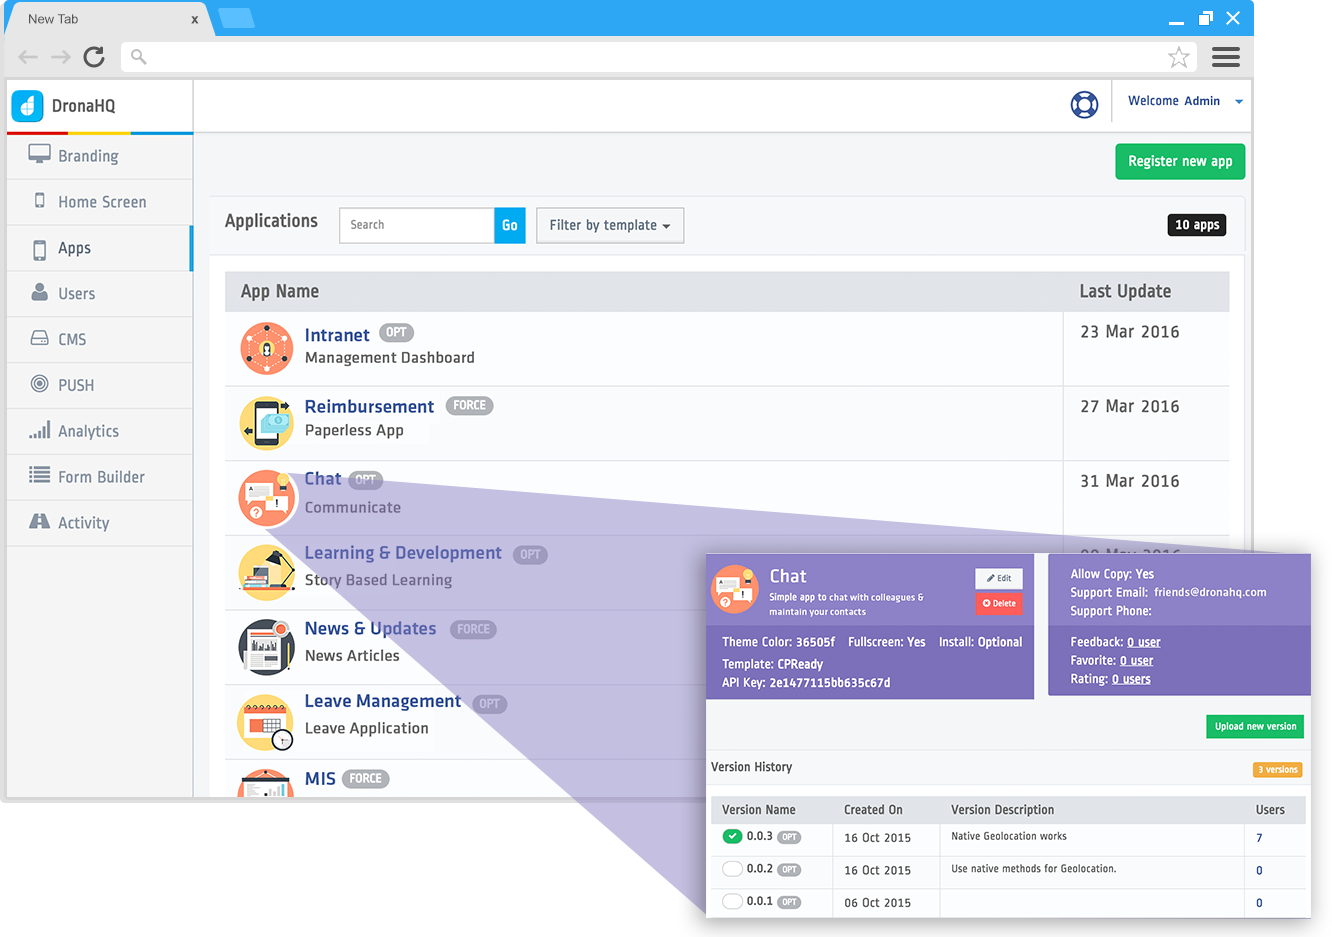 New Tab x
DronaHQ
Welcome Admin
Branding
Home Screen
Apps
Users
CMS
PUSH
Analytics
Form Builder
Activity
Register new app
Applications
Search
Go
Filter by template
10 apps
App Name Last Update
Intranet OPT 23 Mar 2016
Management Dashboard
Reimbursement FORCE 27 Mar 2016
Paperless App
Chat OPT 31 Mar 2016
Communicate
Learning & Development OPT
Story Based Learning
News & Updates FORCE
News Articles
Leave Management OPT
Leave Application
MIS FORCE
Chat
Simple app to chat with colleagues &
maintain your contacts
Edit
Delete
Theme Color: 36505f Fullscreen: Yes Install: Optional
Template: CPReady
API Key: 2e1477115bb635c67d
Allow Copy: Yes
Support Email: friends@dronahq.com
Support Phone:
Feedback: 0 user
Favorite: 0 user
Rating: 0 users
Upload new version
Version History
3 versions
Version Name Created On Version Description Users
0.0.3 OPT 16 Oct 2015 Native Geolocation works 7
0.0.2 OPT 16 Oct 2015 Use native methods for Geolocation. 0
0.0.1 OPT 06 Oct 2015 0